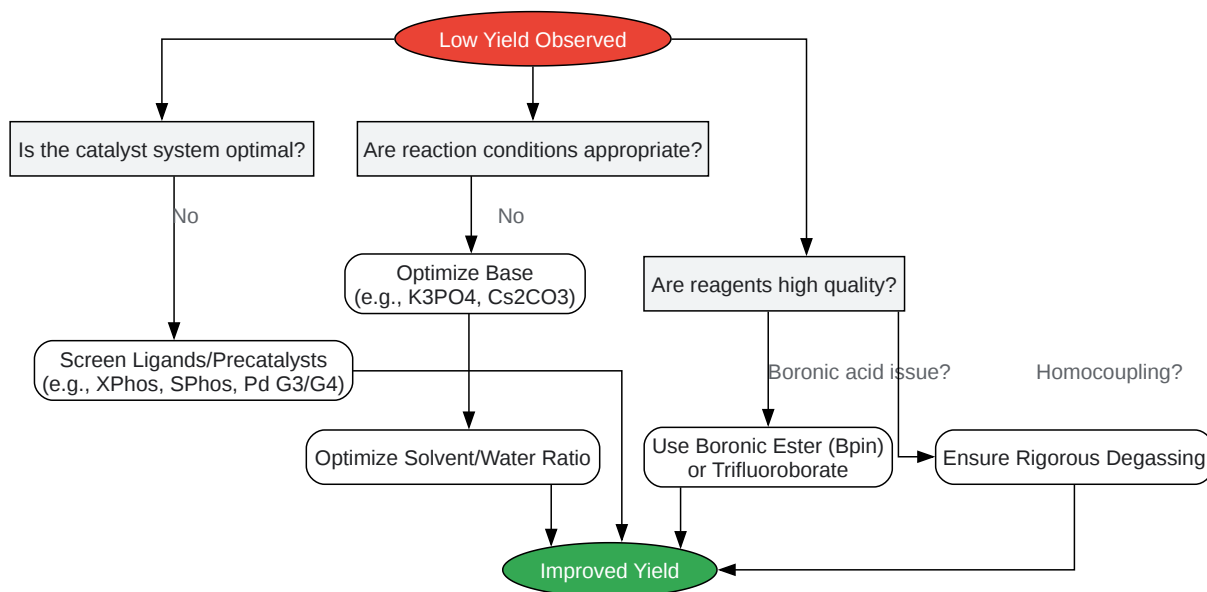 Low Yield Observed
Is the catalyst system optimal?
Are reaction conditions appropriate?
No
No
Optimize Base
(e.g., K3PO4, Cs2CO3)
Are reagents high quality?
Screen Ligands/Precatalysts
(e.g., XPhos, SPhos, Pd G3/G4)
Boronic acid issue?
Homocoupling?
Optimize Solvent/Water Ratio
Use Boronic Ester (Bpin)
or Trifluoroborate
Ensure Rigorous Degassing
Improved Yield